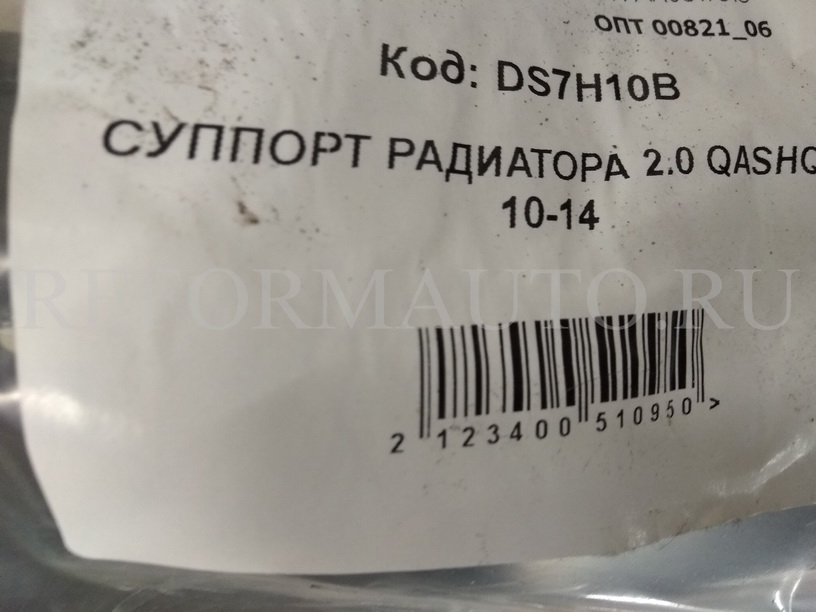 ОПТ 00821_06
Код: DS7H10B
СУППОРТ РАДИАТОРА 2.0 QASHQ
10-14
REFORMAUTO.RU
2 123400 510950 >